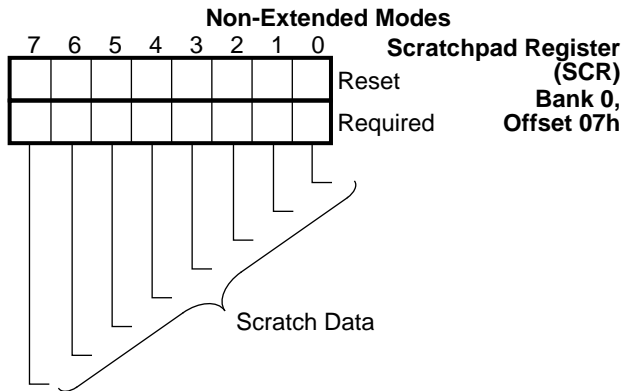 Non-Extended Modes
7 6 5 4 3 2 1 0
Scratchpad Register
(SCR)
Bank 0,
Offset 07h
Reset
Required
Scratch Data